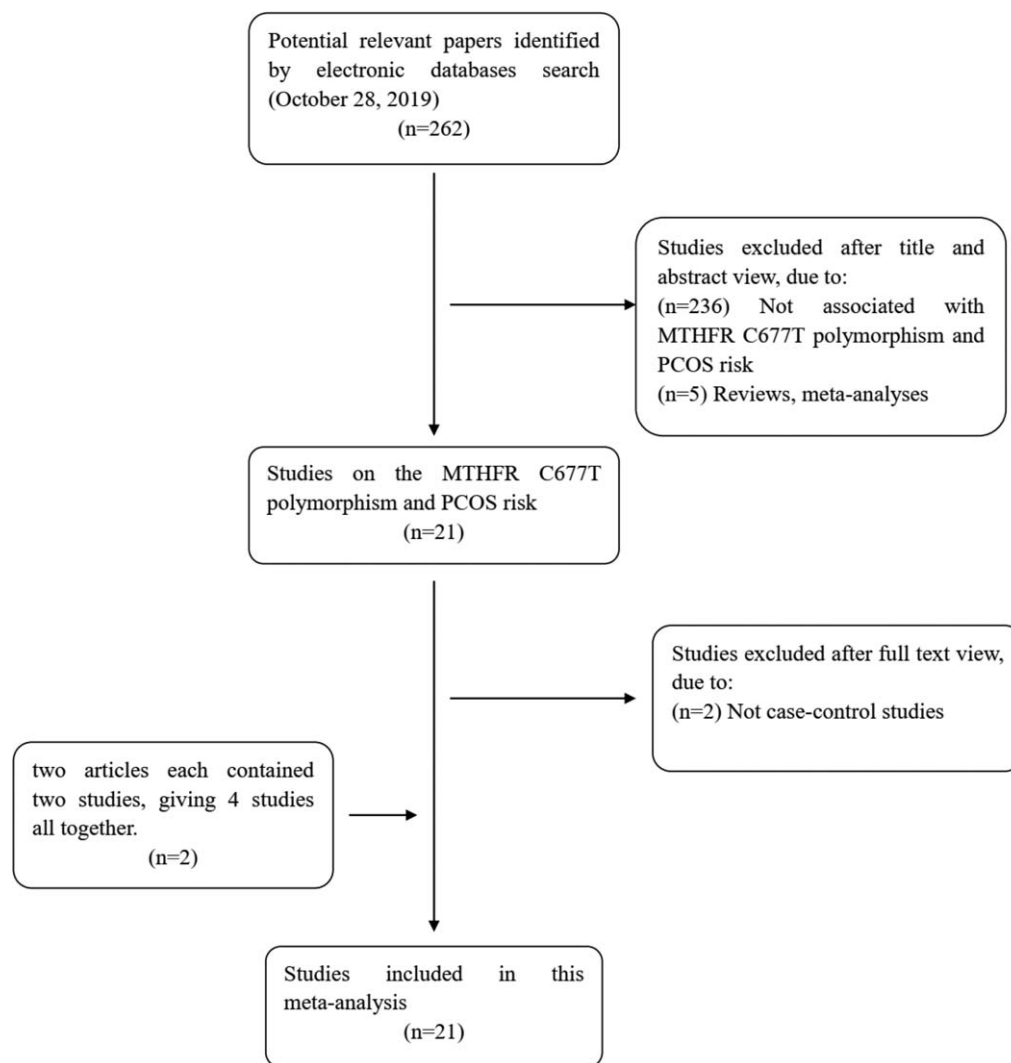 Potential relevant papers identified
by electronic databases search
(October 28, 2019)
(n=262)
Studies excluded after title and
abstract view, due to:
(n=236) Not associated with
MTHFR C677T polymorphism and
PCOS risk
(n=5) Reviews, meta-analyses
Studies on the MTHFR C677T
polymorphism and PCOS risk
(n=21)
Studies excluded after full text view,
due to:
(n=2) Not case-control studies
two articles each contained
two studies, giving 4 studies
all together.
(n=2)
Studies included in this
meta-analysis
(n=21)